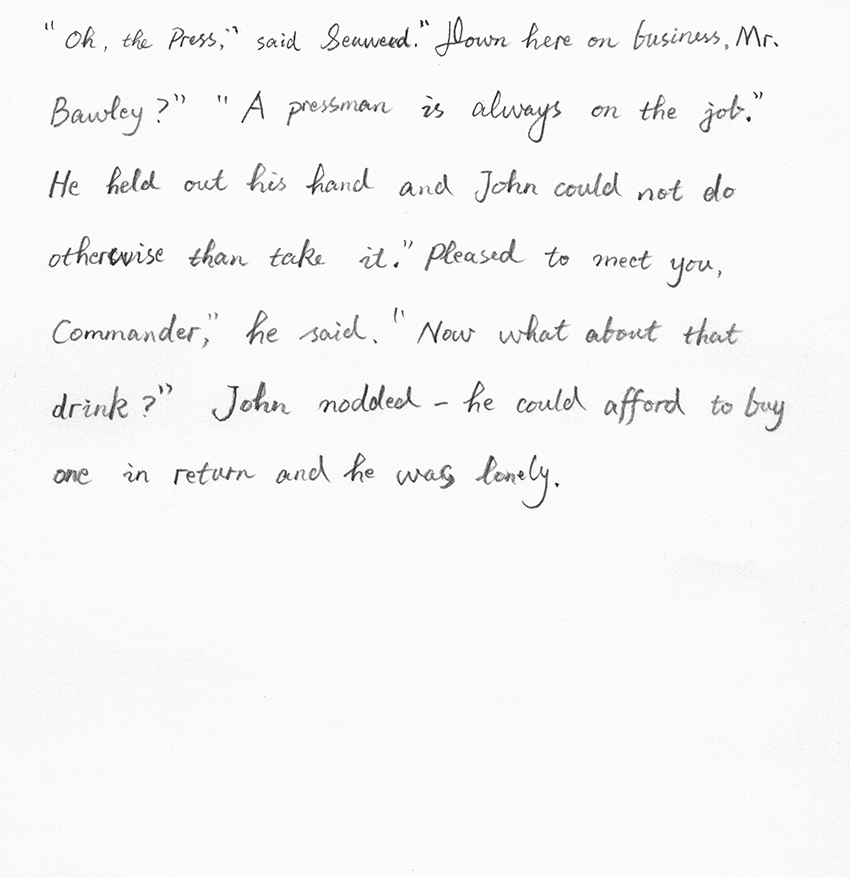 "Oh, the Press," said Seaweed." Down here on business, Mr.
Bawley?" "A pressman is always on the job."
He held out his hand and John could not do
otherwise than take it." Pleased to meet you,
Commander," he said. "Now what about that
drink?" John nodded - he could afford to buy
one in return and he was lonely.